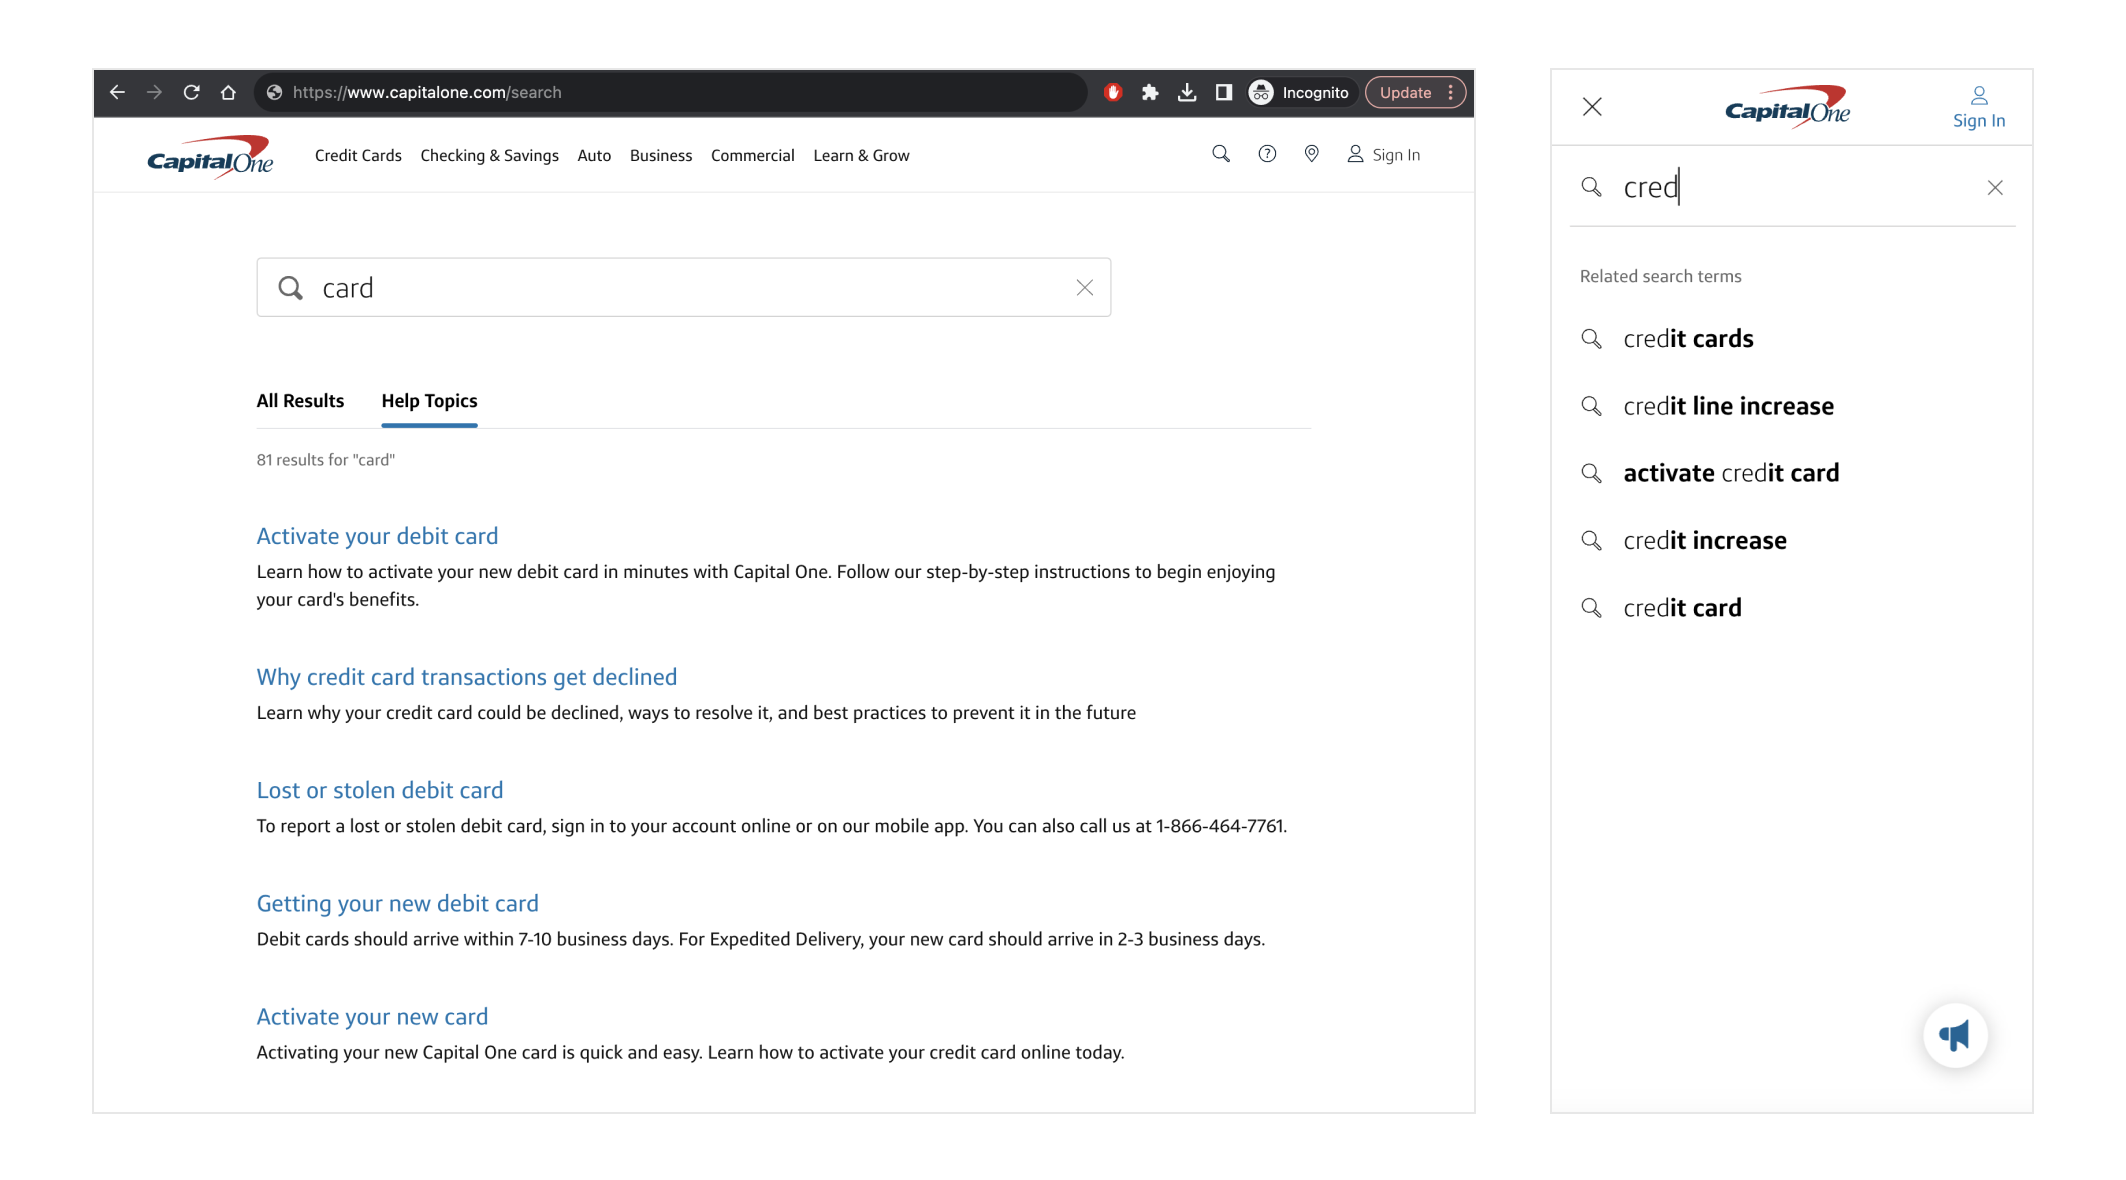 https://www.capitalone.com/search
Incognito
Update
CapitalOne
Credit Cards Checking & Savings Auto Business Commercial Learn & Grow
Sign In
card
All Results Help Topics
81 results for "card"
Activate your debit card
Learn how to activate your new debit card in minutes with Capital One. Follow our step-by-step instructions to begin enjoying
your card's benefits.
Why credit card transactions get declined
Learn why your credit card could be declined, ways to resolve it, and best practices to prevent it in the future
Lost or stolen debit card
To report a lost or stolen debit card, sign in to your account online or on our mobile app. You can also call us at 1-866-464-7761.
Getting your new debit card
Debit cards should arrive within 7-10 business days. For Expedited Delivery, your new card should arrive in 2-3 business days.
Activate your new card
Activating your new Capital One card is quick and easy. Learn how to activate your credit card online today.
CapitalOne
Sign In
cred
Related search terms
credit cards
credit line increase
activate credit card
credit increase
credit card